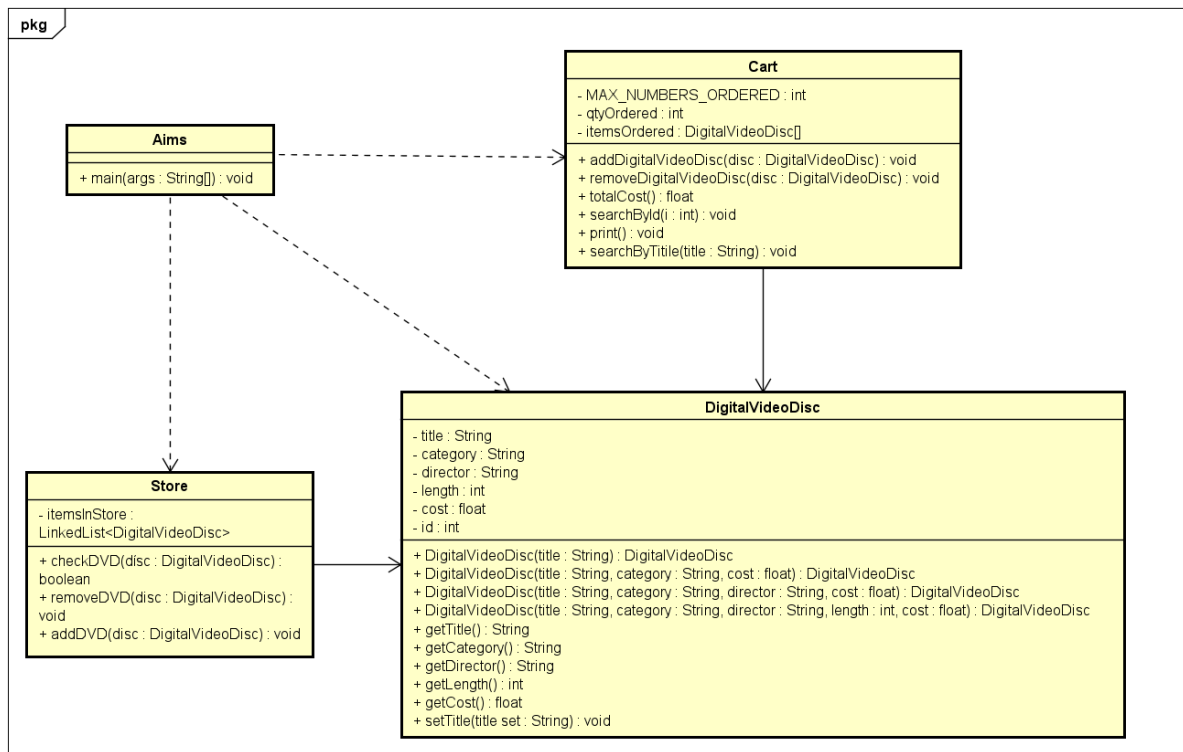 pkg
Cart
- MAX_NUMBERS_ORDERED : int
- qtyOrdered : int
- itemsOrdered : DigitalVideoDisc[]
+ addDigitalVideoDisc(disc : DigitalVideoDisc) : void
+ removeDigitalVideoDisc(disc : DigitalVideoDisc) : void
+ totalCost() : float
+ searchById(i : int) : void
+ print() : void
+ searchByTitile(title : String) : void
Aims
+ main(args : String[]) : void
Store
- itemsInStore :
LinkedList<DigitalVideoDisc>
+ checkDVD(dísc : DigitalVideoDisc) :
boolean
+ removeDVD(disc : DigitalVideoDisc) :
void
+ addDVD(disc : DigitalVideoDisc) : void
DigitalVideoDisc
- title : String
- category : String
- director : String
- length : int
- cost : float
- id : int
+ DigitalVideoDisc(title : String) : DigitalVideoDisc
+ DigitalVideoDisc(title : String, category : String, cost : float) : DigitalVideoDisc
+ DigitalVideoDisc(title : String, category : String, director : String, cost : float) : DigitalVideoDisc
+ DigitalVideoDisc(title : String, category : String, director : String, length : int, cost : float) : DigitalVideoDisc
+ getTitle() : String
+ getCategory() : String
+ getDirector() : String
+ getLength() : int
+ getCost() : float
+ setTitle(title set : String) : void